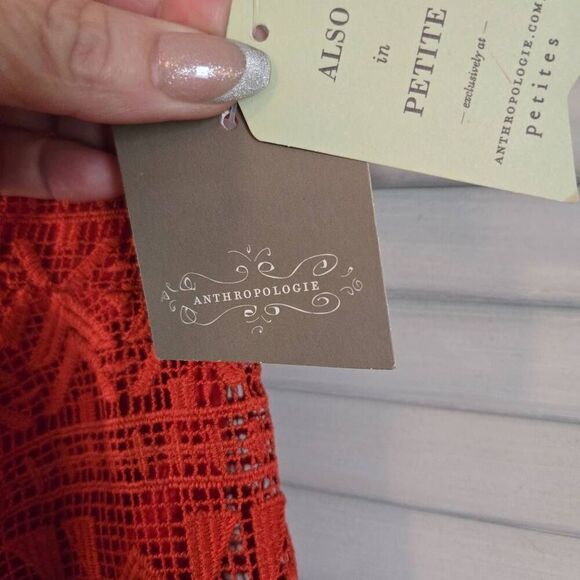 ALSO
in
PETITE
— exclusively at —
ANTHROPOLOGIE.COM/
Petites
ANTHROPOLOGIE